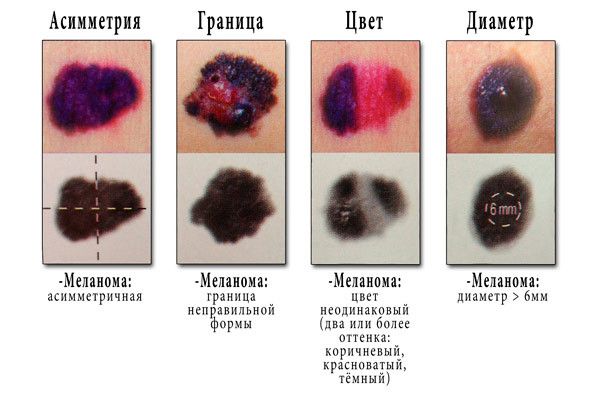 Асимметрия
Граница
Цвет
Диаметр
6 mm
-Меланома:
асимметричная
-Меланома:
граница
неправильной
формы
-Меланома:
цвет
неодинаковый
(два или более
оттенка:
коричневый,
красноватый,
тёмный)
-Меланома:
диаметр > 6мм